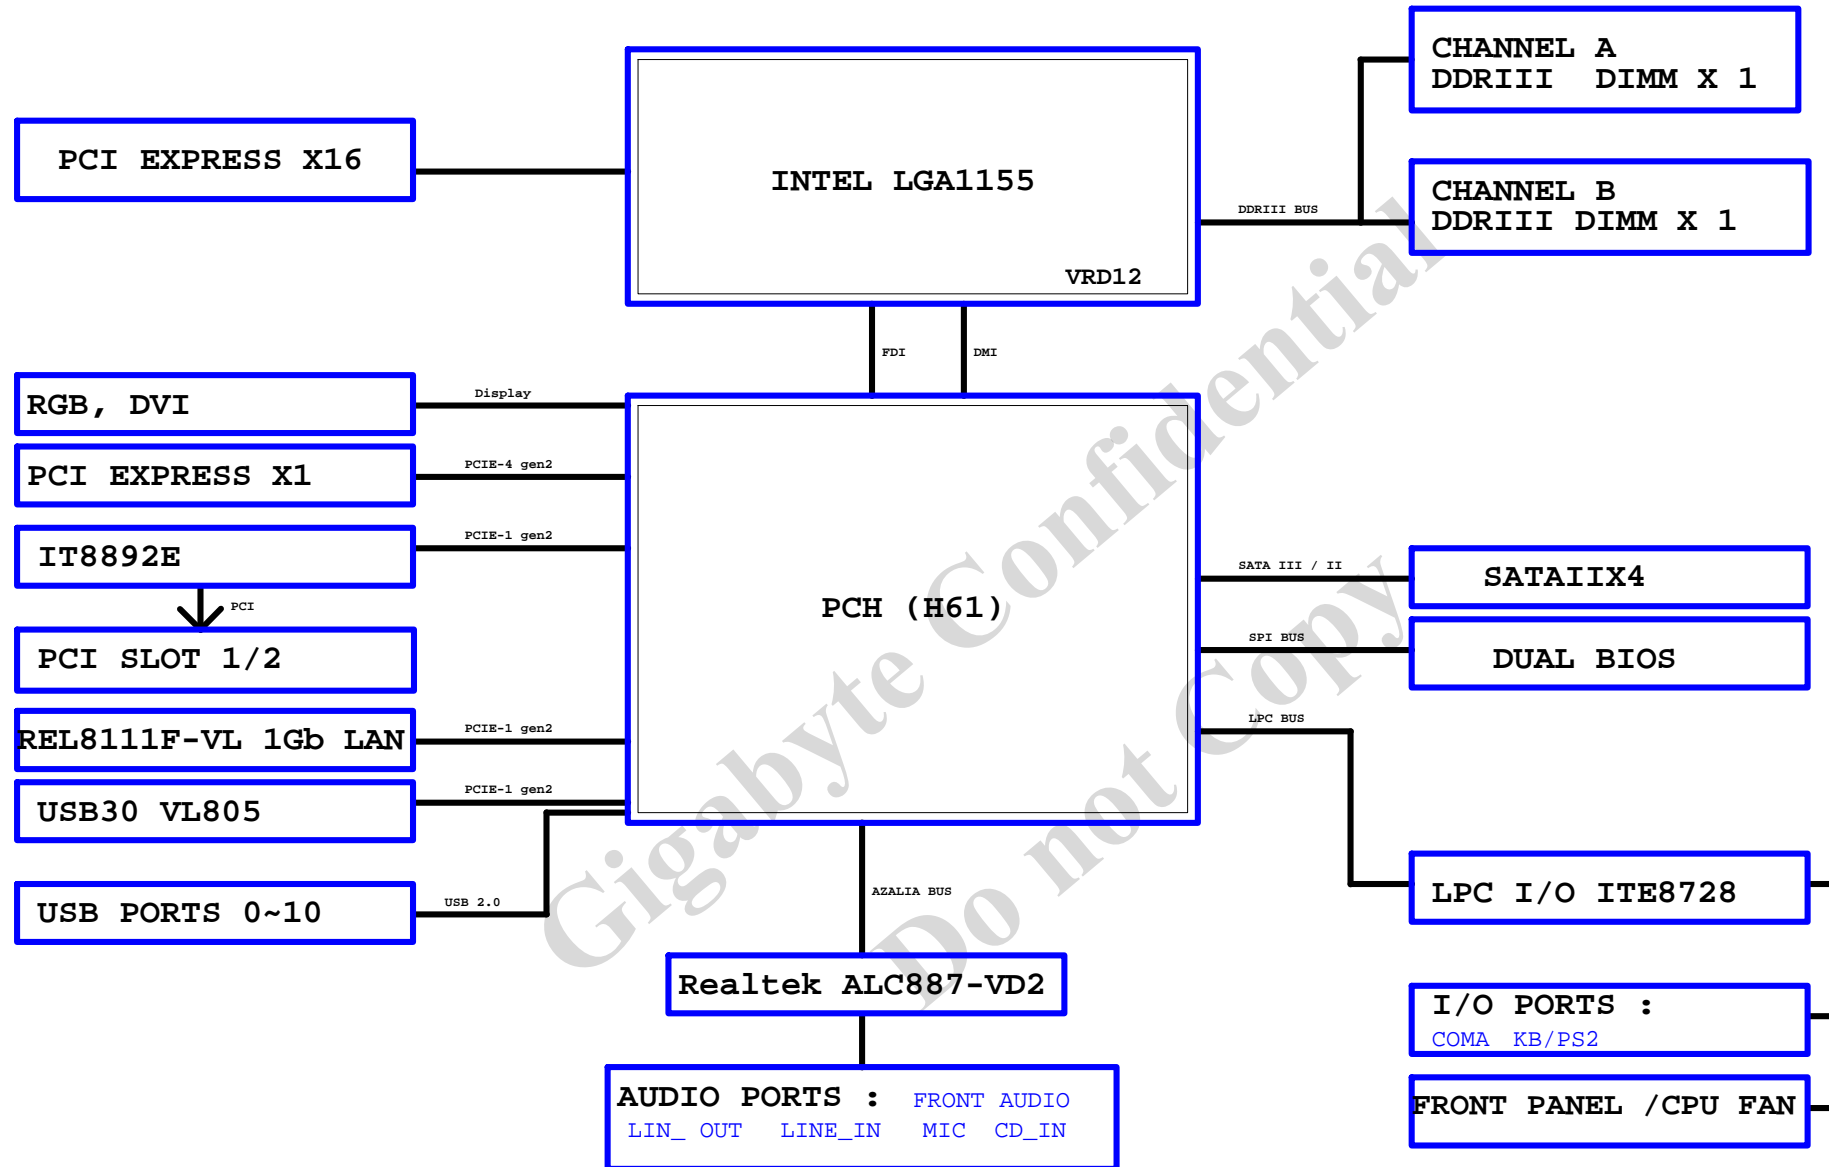 CHANNEL A
DDRIII DIMM X 1
PCI EXPRESS X16
INTEL LGA1155
CHANNEL B
DDRIII DIMM X 1
DDRIII BUS
VRD12
FDI
DMI
RGB, DVI
Display
PCI EXPRESS X1
PCIE-4 gen2
IT8892E
PCIE-1 gen2
PCI
PCI SLOT 1/2
PCH (H61)
SATA III / II
SATAIIX4
SPI BUS
DUAL BIOS
LPC BUS
REL8111F-VL 1Gb LAN
PCIE-1 gen2
USB30 VL805
PCIE-1 gen2
USB PORTS 0~10
USB 2.0
AZALIA BUS
LPC I/O ITE8728
Realtek ALC887-VD2
I/O PORTS :
COMA KB/PS2
AUDIO PORTS : FRONT AUDIO
LIN_ OUT LINE_IN MIC CD_IN
FRONT PANEL /CPU FAN
Gigabyte Confidential
Do not Copy